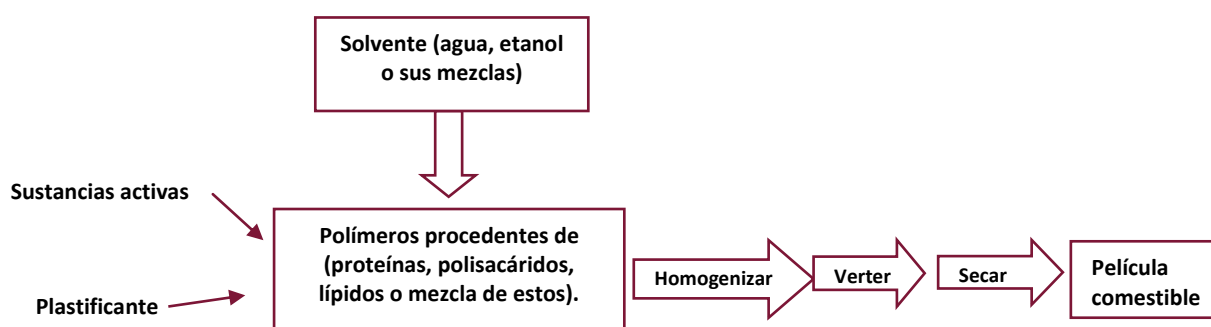 Solvente (agua, etanol
o sus mezclas)
Sustancias activas
Polímeros procedentes de
(proteínas, polisacáridos,
lípidos o mezcla de estos).
Plastificante
Homogenizar
Verter
Secar
Película
comestible